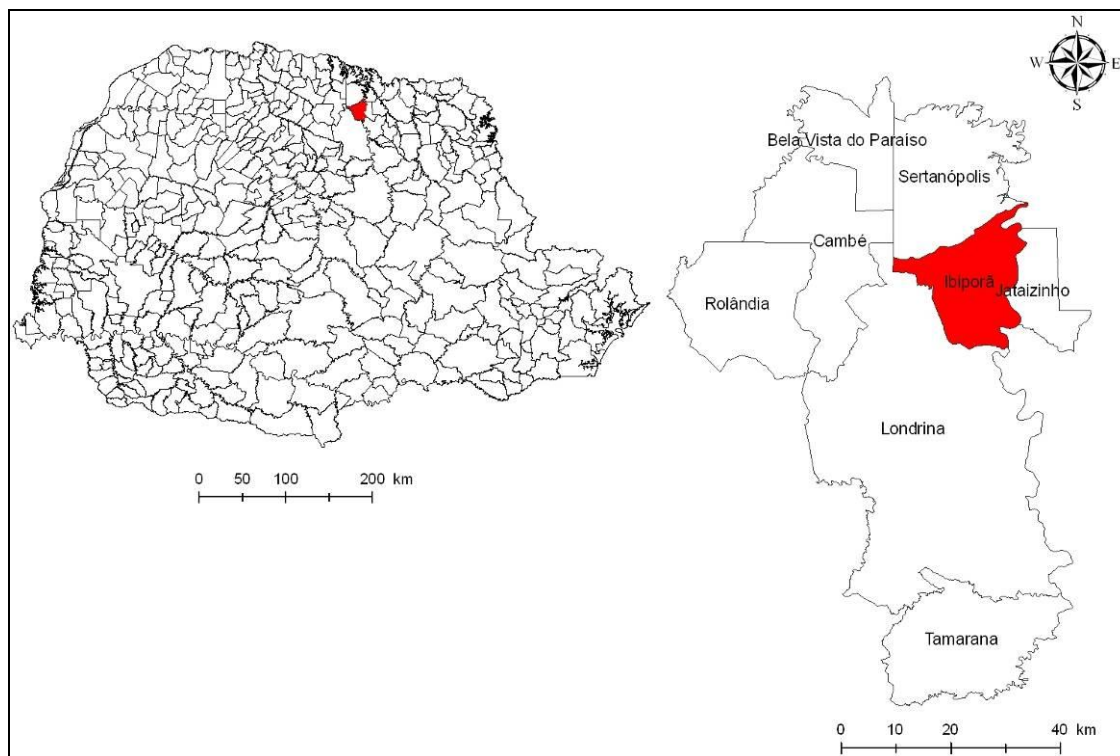 N
W E
S
Bela Vista do Paraiso
Sertanópolis
Cambé
Ibiporã
Jataizinho
Rolândia
Londrina
Tamarana
0 50 100 200 km
0 10 20 40 km